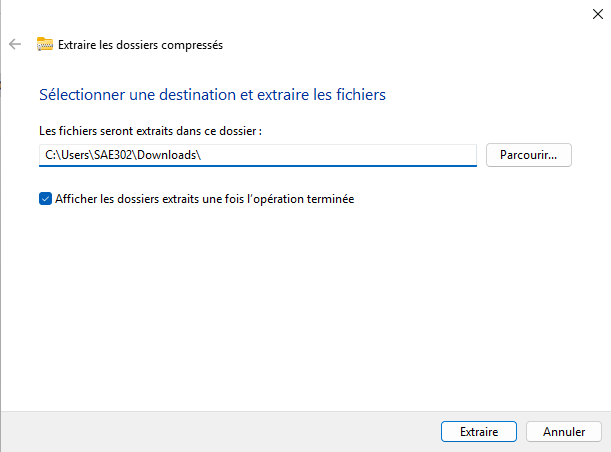 Extraire les dossiers compressés
Sélectionner une destination et extraire les fichiers
Les fichiers seront extraits dans ce dossier :
C:\Users\SAE302\Downloads\ Parcourir...
Afficher les dossiers extraits une fois l’opération terminée
Extraire Annuler